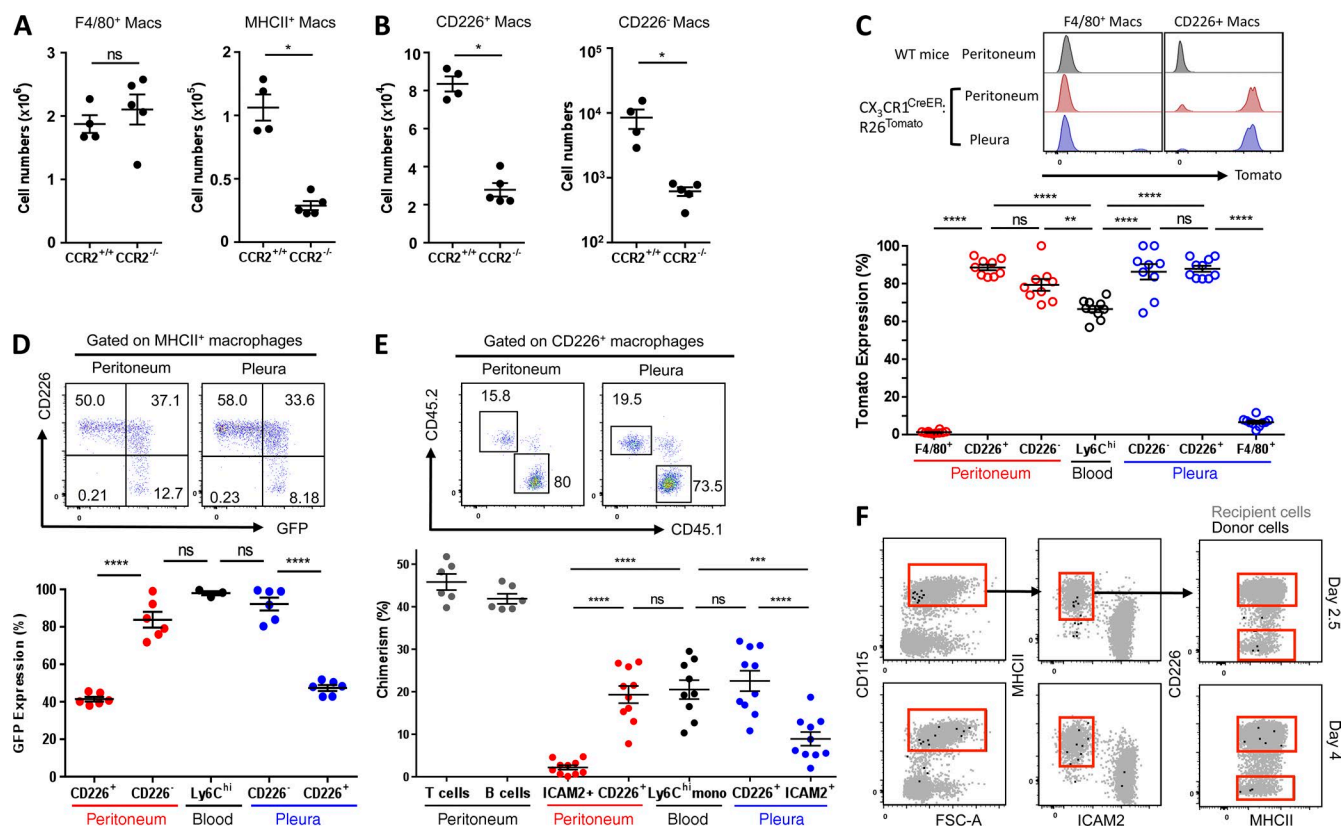 A
F4/80⁺ Macs
MHCII⁺ Macs
Cell numbers (x10⁶)
3
2
1
0
ns
CCR2⁺/⁺ CCR2⁻/⁻
Cell numbers (x10⁵)
2
1
1
0.5
0
*
CCR2⁺/⁺ CCR2⁻/⁻
B
CD226⁺ Macs
CD226⁻ Macs
Cell numbers (x10⁴)
10
8
6
4
2
0
*
CCR2⁺/⁺ CCR2⁻/⁻
Cell numbers
10⁵
10⁴
10³
10²
*
CCR2⁺/⁺ CCR2⁻/⁻
C
F4/80⁺ Macs
CD226+ Macs
WT mice
Peritoneum
CX₃CR1ᶜʳᵉᴱᴿ:
R26ᵀᵒᵐᵃᵗᵒ
Peritoneum
Pleura
0
0
Tomato
****
****
****
ns
**
****
ns
****
Tomato Expression (%)
100
80
60
40
20
0
F4/80⁺
CD226⁺
CD226⁻
Ly6Cʰⁱ
CD226⁻
CD226⁺
F4/80⁺
Peritoneum
Blood
Pleura
D
Gated on MHCII⁺ macrophages
Peritoneum
Pleura
CD226
50.0
37.1
0.21
12.7
0
0
58.0
33.6
0.23
8.18
0
0
GFP
****
ns
ns
****
GFP Expression (%)
100
80
60
40
20
0
CD226⁺
CD226⁻
Ly6Cʰⁱ
CD226⁻
CD226⁺
Peritoneum
Blood
Pleura
E
Gated on CD226⁺ macrophages
Peritoneum
Pleura
CD45.2
15.8
80
0
0
19.5
73.5
0
0
CD45.1
****
***
****
ns
ns
****
Chimerism (%)
50
40
30
20
10
0
T cells
B cells
ICAM2+
CD226⁺
Ly6Cʰⁱmono
CD226⁺
ICAM2⁺
Peritoneum
Peritoneum
Blood
Pleura
F
Recipient cells
Donor cells
CD115
MHCII
CD226
Day 2.5
Day 4
0
0
0
0
0
0
FSC-A
ICAM2
MHCII